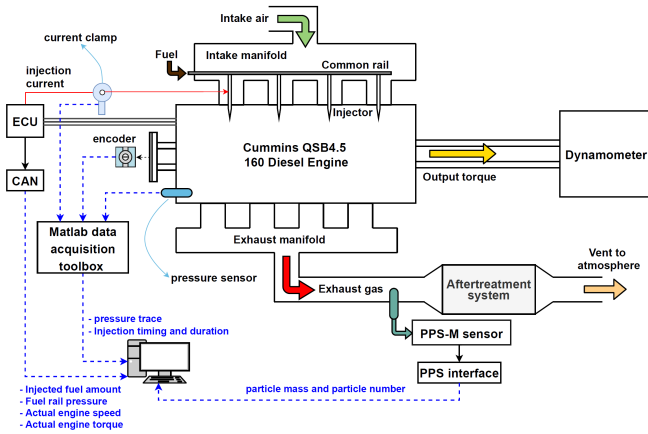 Intake air
current clamp
Intake manifold
Fuel
Common rail
injection
current
Injector
ECU
encoder
Cummins QSB4.5
160 Diesel Engine
Dynamometer
Output torque
CAN
Matlab data
acquisition
toolbox
Exhaust manifold
pressure sensor
Exhaust gas
Aftertreatment
system
Vent to
atmosphere
- pressure trace
- Injection timing and duration
PPS-M sensor
PPS interface
particle mass and particle number
- Injected fuel amount
- Fuel rail pressure
- Actual engine speed
- Actual engine torque